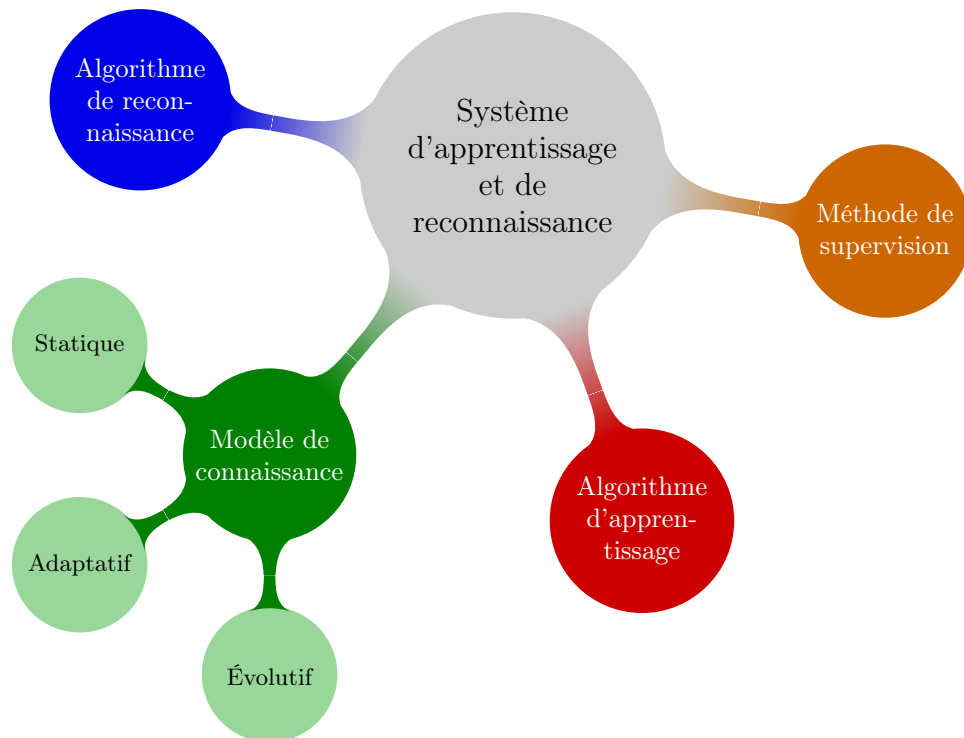 Algorithme
de recon-
naissance
Système
d'apprentissage
et de
reconnaissance
Méthode de
supervision
Statique
Modèle de
connaissance
Algorithme
d'appren-
tissage
Adaptatif
Évolutif